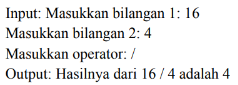 Input: Masukkan bilangan 1: 16
Masukkan bilangan 2: 4
Masukkan operator: /
Output: Hasilnya dari 16 / 4 adalah 4